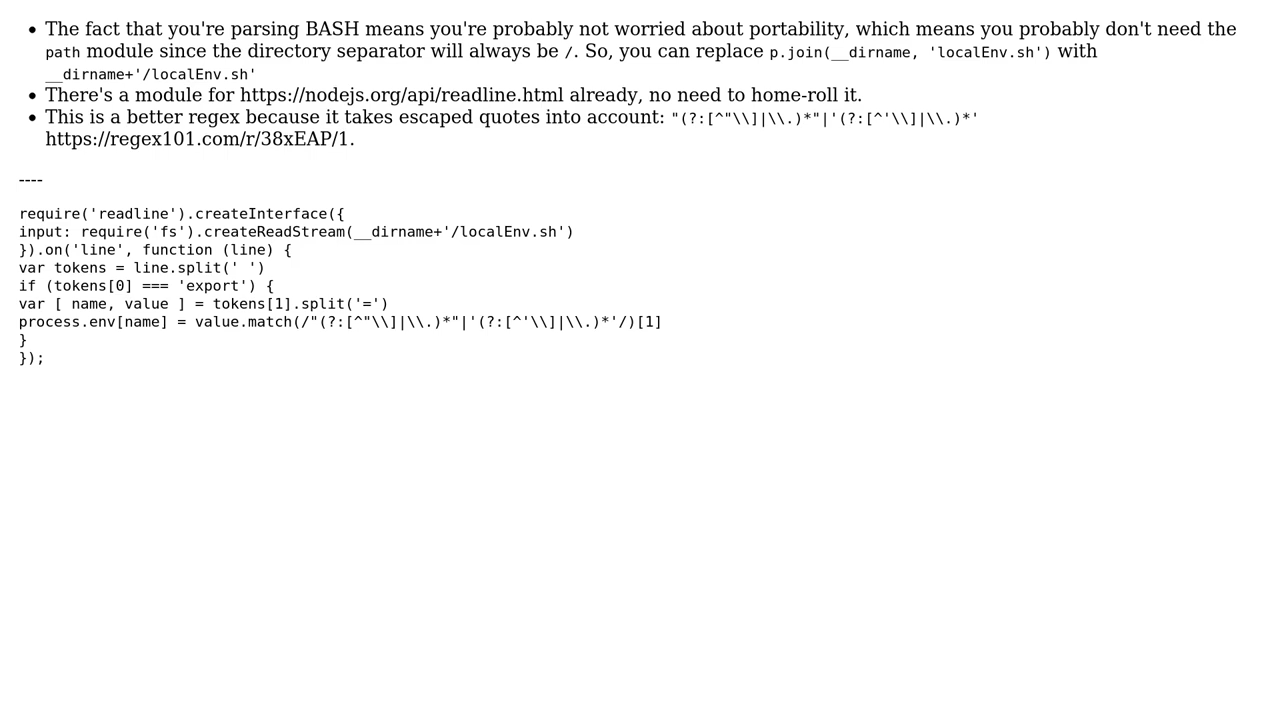 The fact that you're parsing BASH means you're probably not worried about portability, which means you probably don't need the
path module since the directory separator will always be /. So, you can replace p.join(__dirname, 'localEnv.sh') with
__dirname+'/localEnv.sh'
There's a module for https://nodejs.org/api/readline.html already, no need to home-roll it.
This is a better regex because it takes escaped quotes into account: "(?:[^"\\]|\\.)*"|'(?:[^'\\]|\\.)*'
https://regex101.com/r/38xEAP/1.
----
require('readline').createInterface({
input: require('fs').createReadStream(__dirname+'/localEnv.sh')
}).on('line', function (line) {
var tokens = line.split(' ')
if (tokens[0] === 'export') {
var [ name, value ] = tokens[1].split('=')
process.env[name] = value.match(/"(?:[^"\\]|\\.)*"|'(?:[^'\\]|\\.)*'/)[1]
}
});